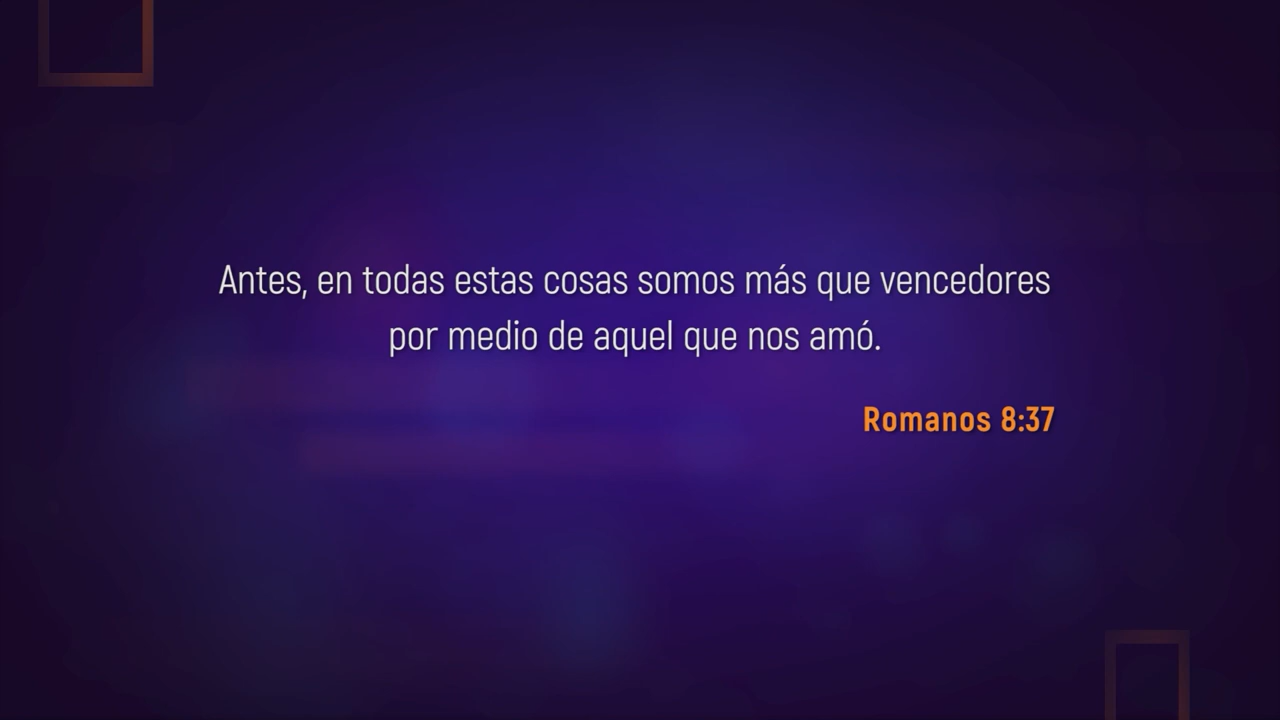 Antes, en todas estas cosas somos más que vencedores
por medio de aquel que nos amó.
Romanos 8:37